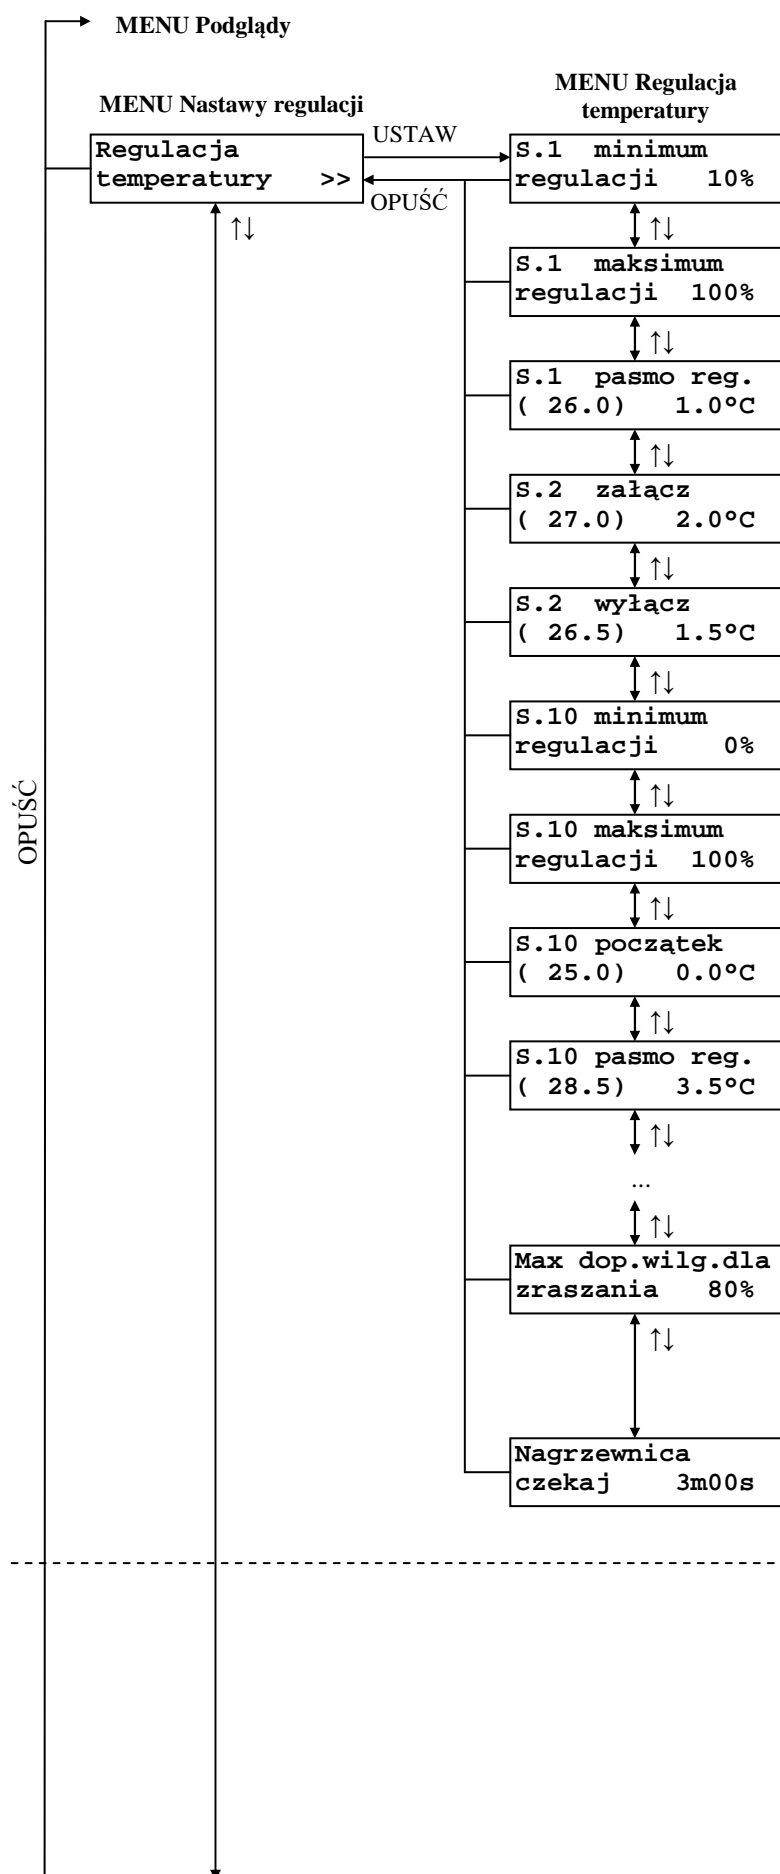 MENU Podglądy
MENU Nastawy regulacji
MENU Regulacja
temperatury
Regulacja
temperatury >>
USTAW
OPUŚĆ
↑↓
S.1 minimum
regulacji 10%
↑↓
S.1 maksimum
regulacji 100%
↑↓
S.1 pasmo reg.
( 26.0) 1.0°C
↑↓
S.2 załącz
( 27.0) 2.0°C
↑↓
S.2 wyłącz
( 26.5) 1.5°C
↑↓
S.10 minimum
regulacji 0%
↑↓
S.10 maksimum
regulacji 100%
↑↓
S.10 początek
( 25.0) 0.0°C
↑↓
S.10 pasmo reg.
( 28.5) 3.5°C
↑↓
...
↑↓
Max dop.wilg.dla
zraszania 80%
↑↓
Nagrzewnica
czekaj 3m00s
OPUŚĆ